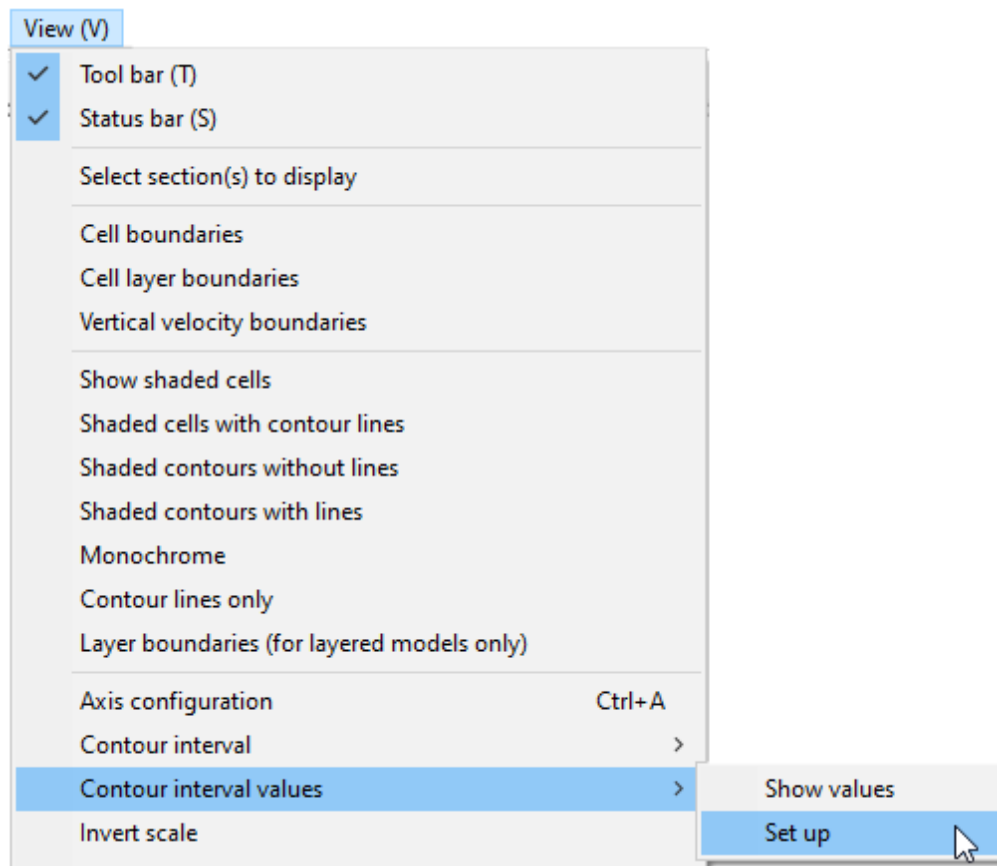 View (V)
Tool bar (T)
Status bar (S)
Select section(s) to display
Cell boundaries
Cell layer boundaries
Vertical velocity boundaries
Show shaded cells
Shaded cells with contour lines
Shaded contours without lines
Shaded contours with lines
Monochrome
Contour lines only
Layer boundaries (for layered models only)
Axis configuration Ctrl+A
Contour interval
Contour interval values
Show values
Invert scale
Set up